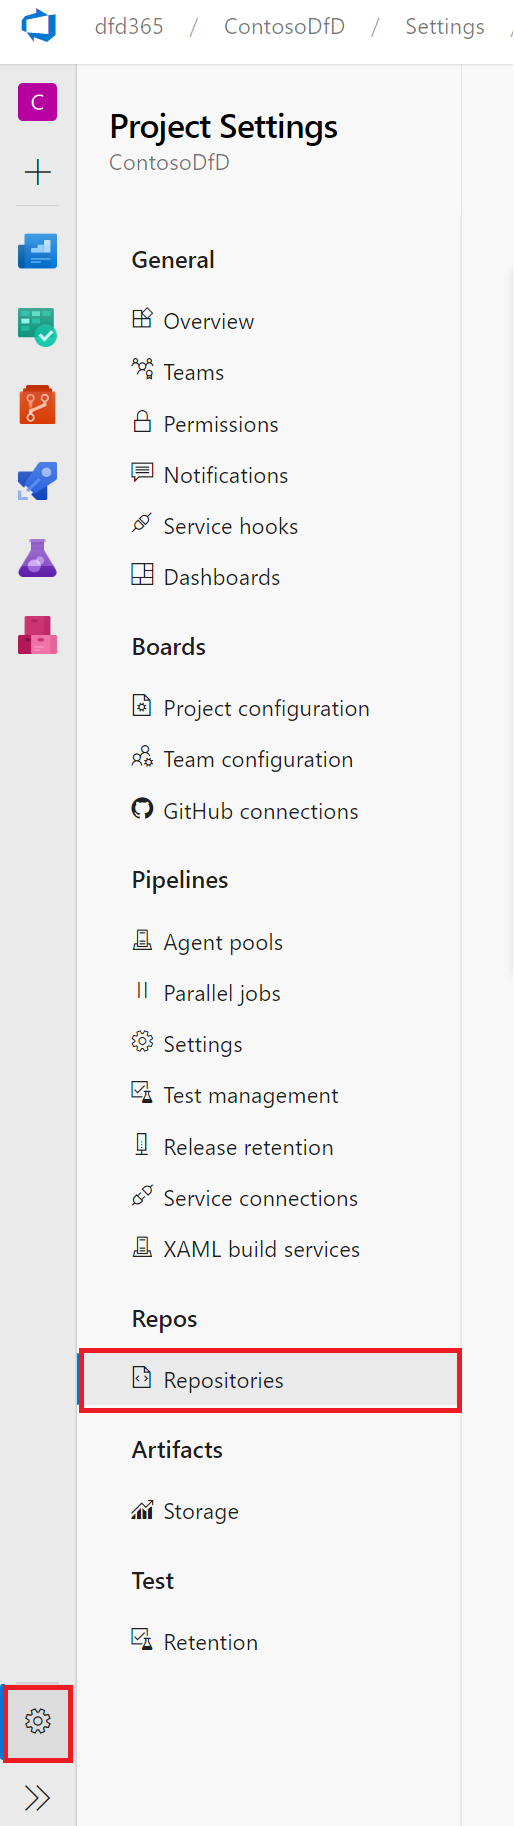 dfd365 / ContosoDfD / Settings /
C
Project Settings
ContosoDfD
General
Overview
Teams
Permissions
Notifications
Service hooks
Dashboards
Boards
Project configuration
Team configuration
GitHub connections
Pipelines
Agent pools
Parallel jobs
Settings
Test management
Release retention
Service connections
XAML build services
Repos
Repositories
Artifacts
Storage
Test
Retention